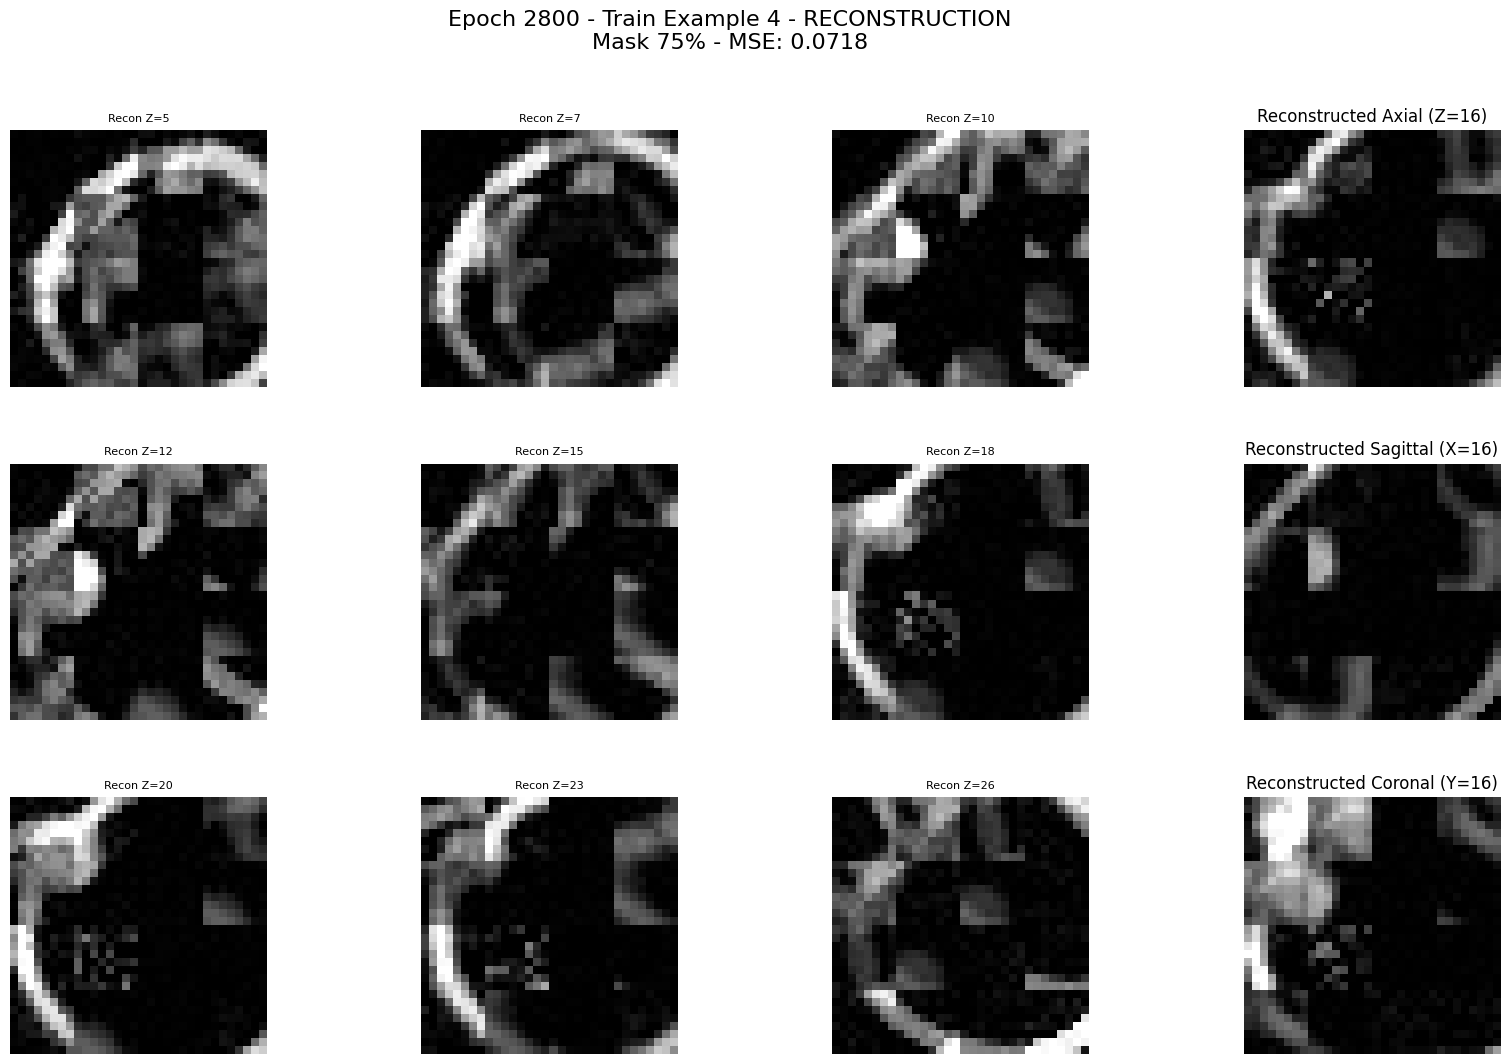 Epoch 2800 - Train Example 4 - RECONSTRUCTION
Mask 75% - MSE: 0.0718
Recon Z=5
Recon Z=7
Recon Z=10
Reconstructed Axial (Z=16)
Recon Z=12
Recon Z=15
Recon Z=18
Reconstructed Sagittal (X=16)
Recon Z=20
Recon Z=23
Recon Z=26
Reconstructed Coronal (Y=16)